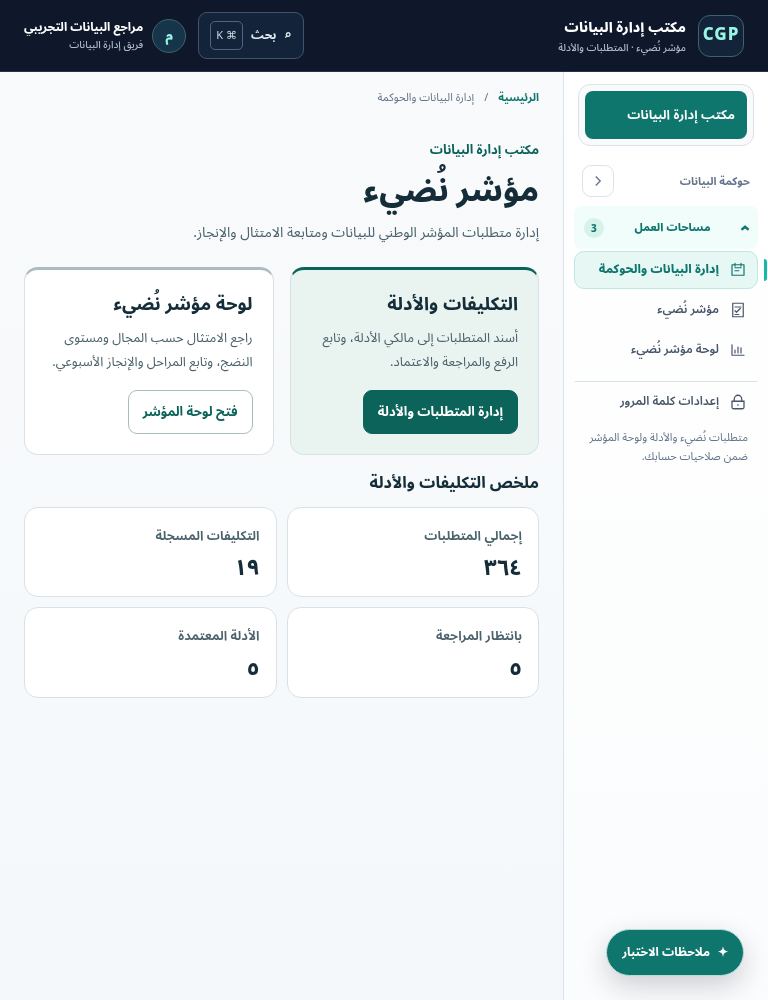 CGP
مكتب إدارة البيانات
مؤشر نُضيء · المتطلبات والأدلة
بحث
⌘ K
م
مراجع البيانات التجريبي
فريق إدارة البيانات
مكتب إدارة البيانات
حوكمة البيانات
مساحات العمل
3
إدارة البيانات والحوكمة
مؤشر نُضيء
لوحة مؤشر نُضيء
إعدادات كلمة المرور
متطلبات نُضيء والأدلة ولوحة المؤشر
ضمن صلاحيات حسابك.
الرئيسية / إدارة البيانات والحوكمة
مكتب إدارة البيانات
مؤشر نُضيء
إدارة متطلبات المؤشر الوطني للبيانات ومتابعة الامتثال والإنجاز.
التكليفات والأدلة
أسند المتطلبات إلى مالكي الأدلة، وتابع
الرفع والمراجعة والاعتماد.
إدارة المتطلبات والأدلة
لوحة مؤشر نُضيء
راجع الامتثال حسب المجال ومستوى
النضج، وتابع المراحل والإنجاز الأسبوعي.
فتح لوحة المؤشر
ملخص التكليفات والأدلة
إجمالي المتطلبات
٣٦٤
التكليفات المسجلة
١٩
بانتظار المراجعة
٥
الأدلة المعتمدة
٥
ملاحظات الاختبار